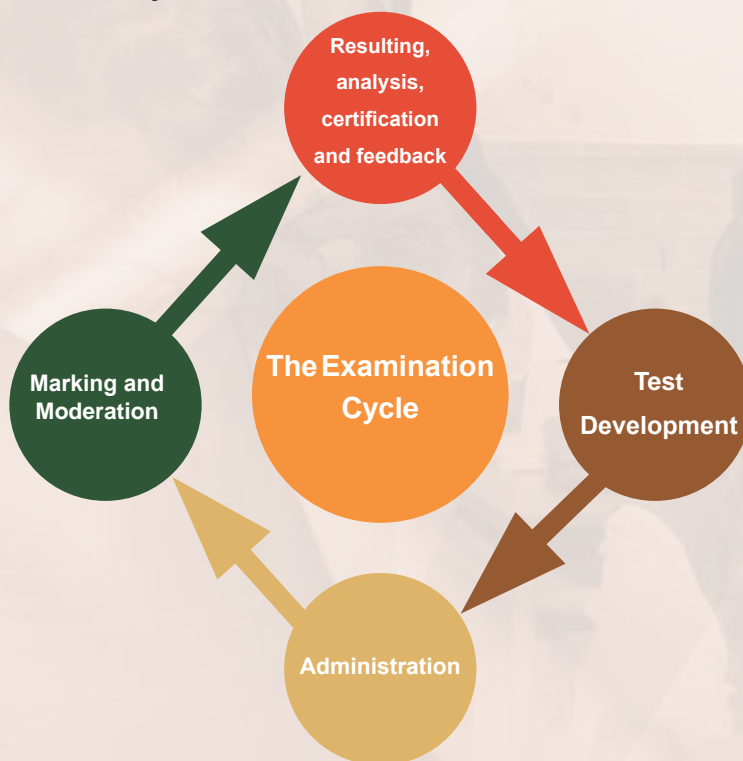 Resulting,
analysis,
certification
and feedback
The Examination
Cycle
Marking and
Moderation
Test
Development
Administration